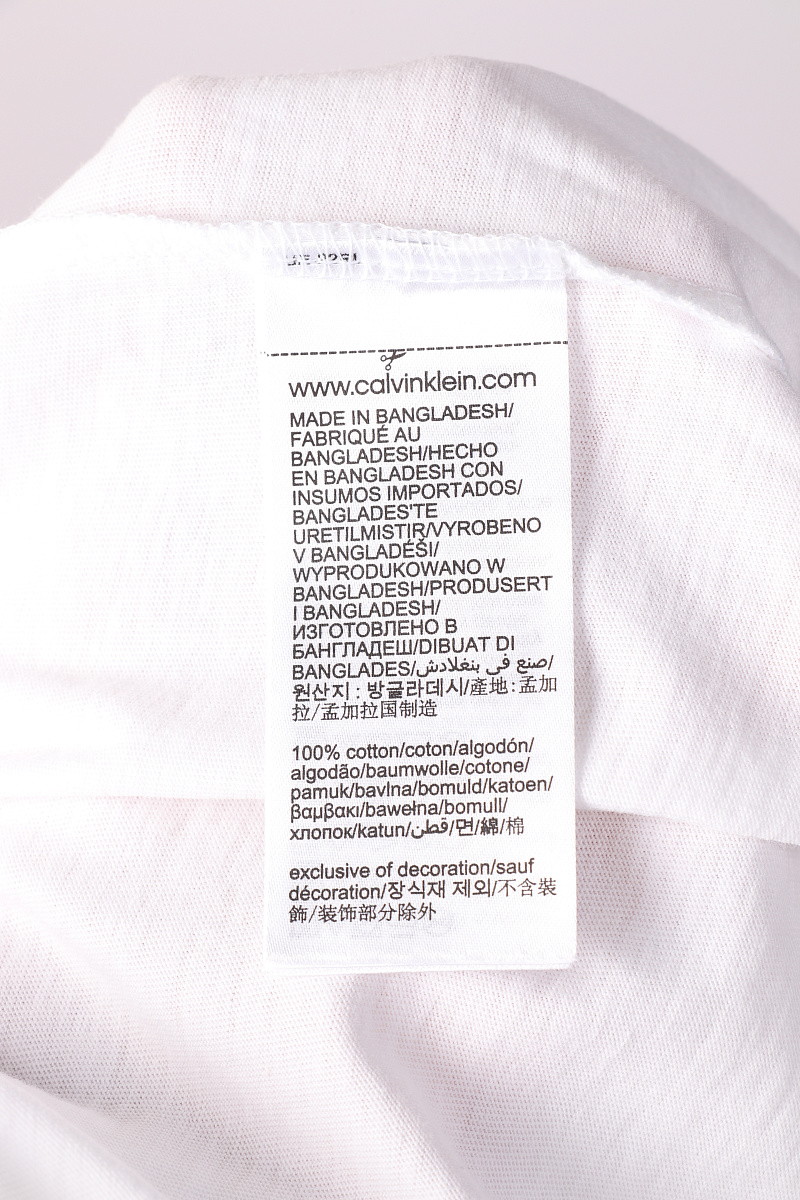 www.calvinklein.com
MADE IN BANGLADESH/
FABRIQUÉ AU
BANGLADESH/HECHO
EN BANGLADESH CON
INSUMOS IMPORTADOS/
BANGLADES'TE
URETILMISTIR/VYROBENO
V BANGLADÉŠI/
WYPRODUKOWANO W
BANGLADESH/PRODUSERT
I BANGLADESH/
ИЗГОТОВЛЕНО В
БАНГЛАДЕШ/DIBUAT DI
BANGLADES/صنع في بنغلادش/
원산지 : 방글라데시/產地:孟加
拉/孟加拉国制造
100% cotton/coton/algodón/
algodão/baumwolle/cotone/
pamuk/bavlna/bomuld/katoen/
βαμβακι/bawełna/bomull/
хлопок/katun/قطن/면/綿/棉
exclusive of decoration/sauf
décoration/장식재 제외/不含裝
飾/装饰部分除外